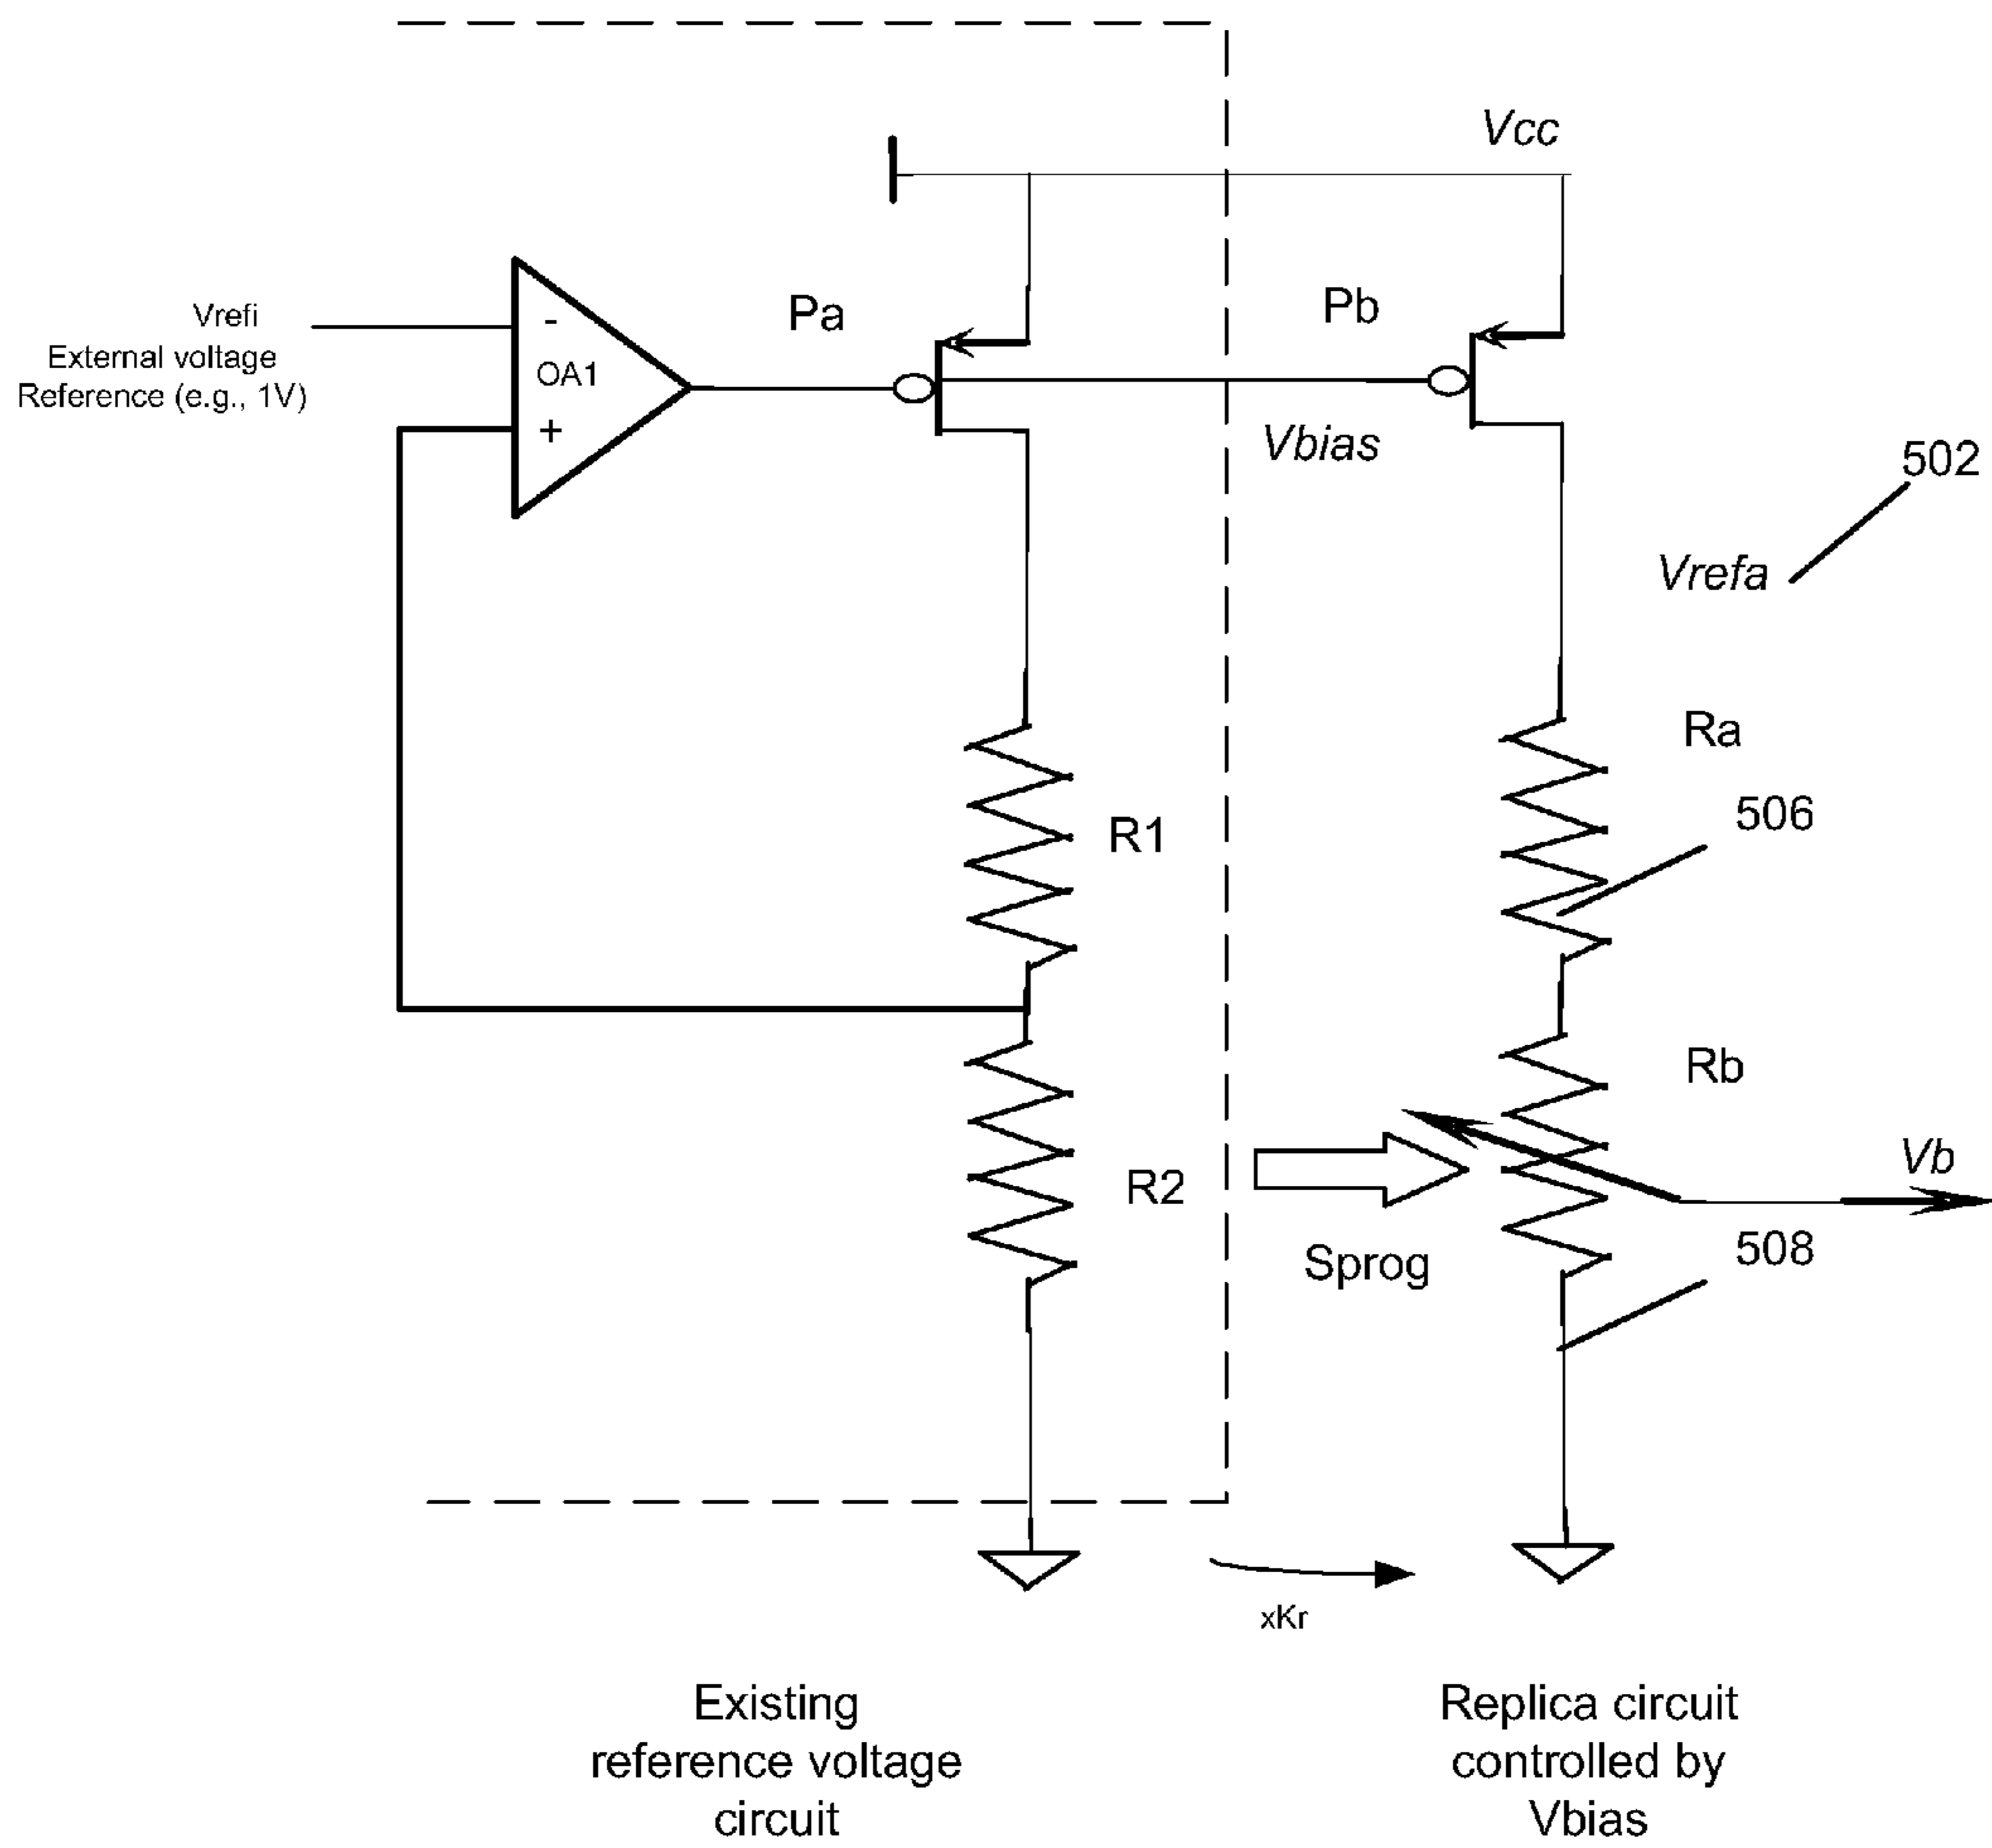 Vcc
Vrefi
External voltage
Reference (e.g., 1V)
-
OA1
+
Pa
Pb
Vbias
502
Vrefa
Ra
506
R1
Rb
R2
Vb
Sprog
508
xKr
Existing
reference voltage
circuit
Replica circuit
controlled by
Vbias